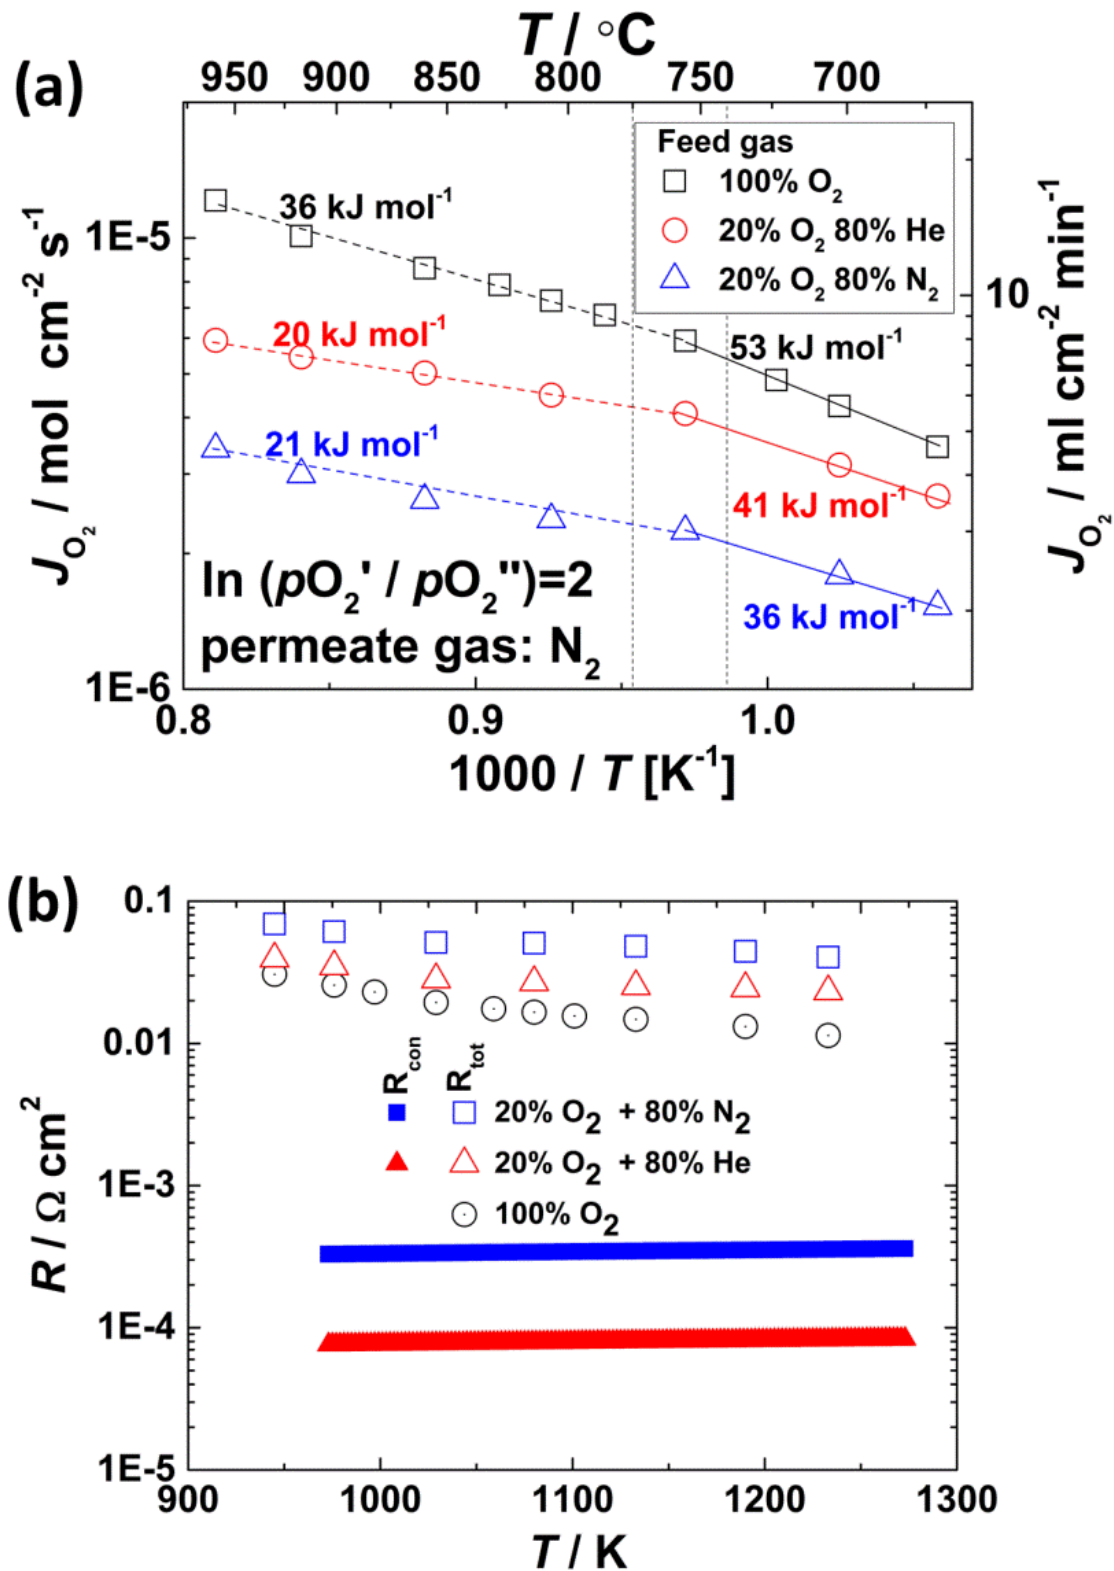 (a)
T / °C
950 900 850 800 750 700
Feed gas
100% O₂
20% O₂ 80% He
20% O₂ 80% N₂
36 kJ mol⁻¹
20 kJ mol⁻¹
21 kJ mol⁻¹
53 kJ mol⁻¹
41 kJ mol⁻¹
36 kJ mol⁻¹
1E-5
1E-6
J_O₂ / mol cm⁻² s⁻¹
10
J_O₂ / ml cm⁻² min⁻¹
ln (pO₂' / pO₂'')=2
permeate gas: N₂
0.8 0.9 1.0
1000 / T [K⁻¹]
(b)
0.1
0.01
1E-3
1E-4
1E-5
R / Ω cm²
R_con R_tot
20% O₂ + 80% N₂
20% O₂ + 80% He
100% O₂
900 1000 1100 1200 1300
T / K